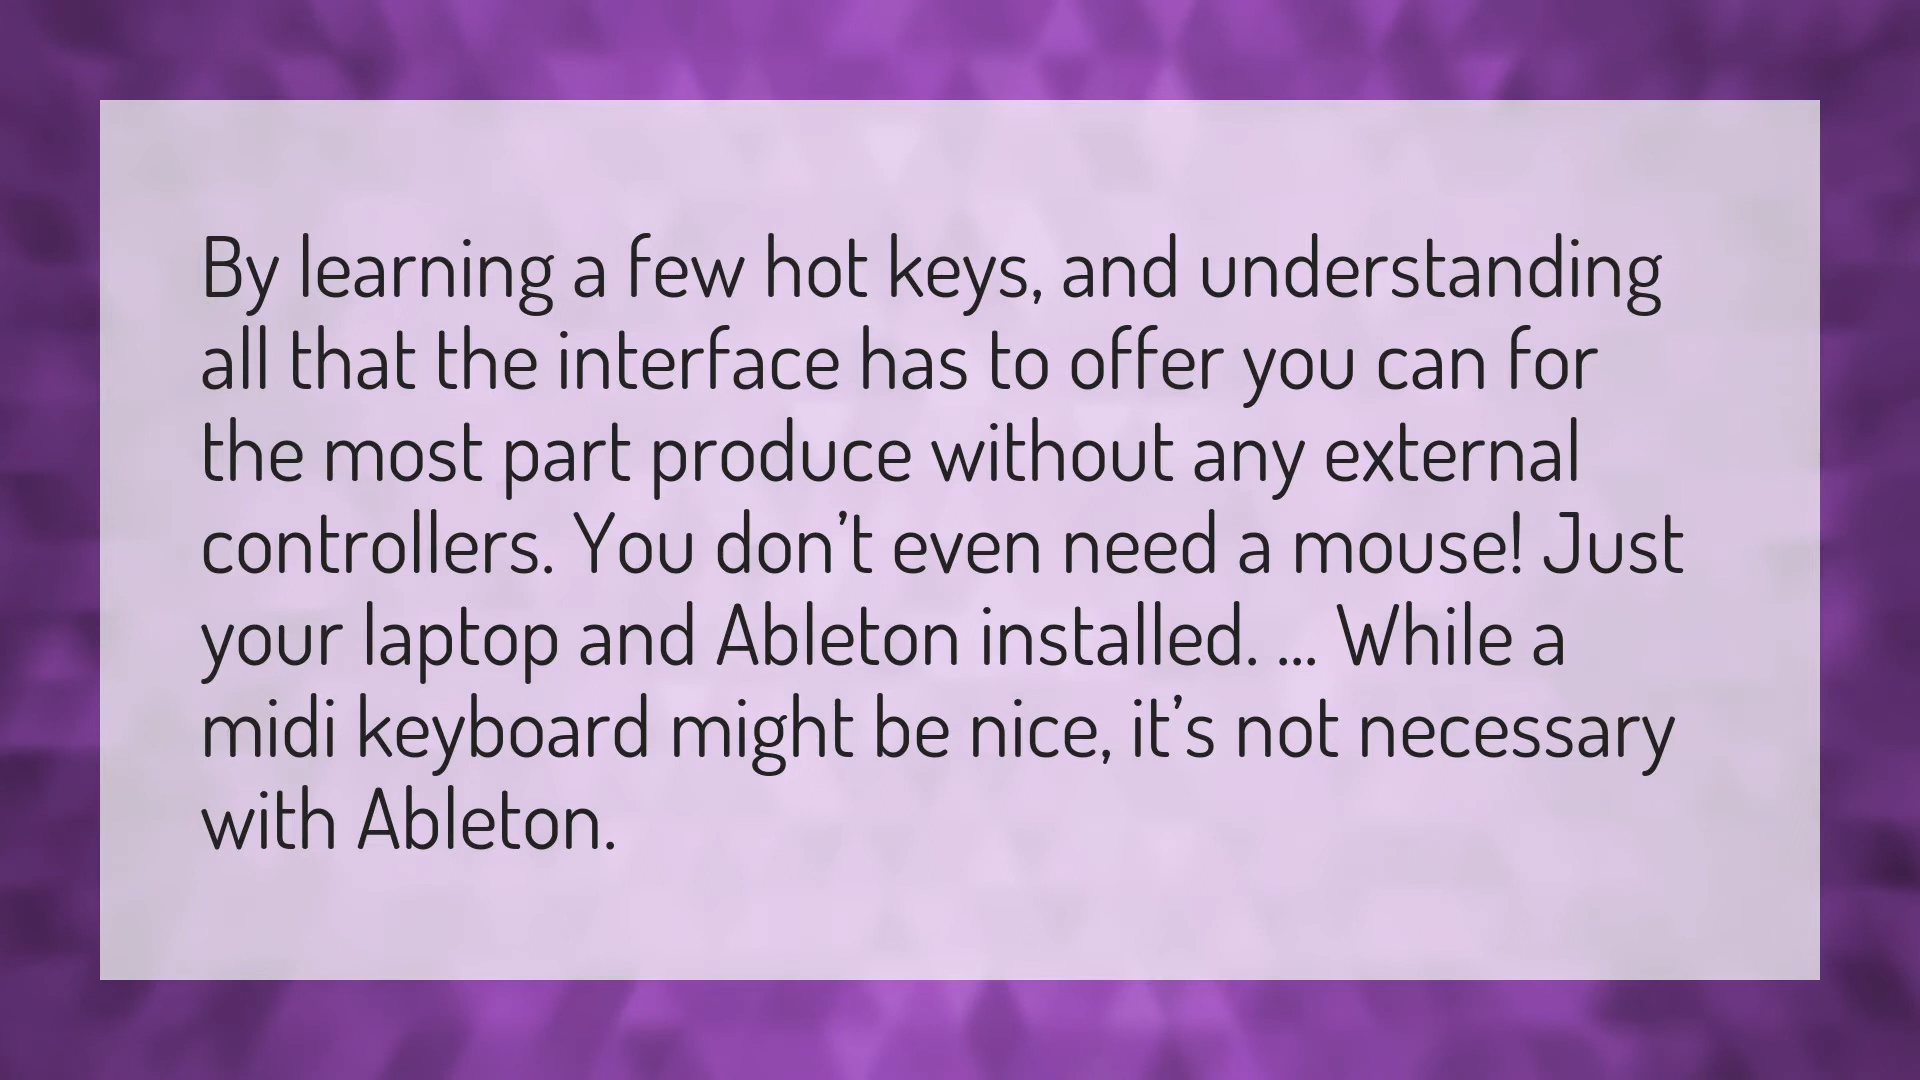 By learning a few hot keys, and understanding
all that the interface has to offer you can for
the most part produce without any external
controllers. You don’t even need a mouse! Just
your laptop and Ableton installed. ... While a
midi keyboard might be nice, it’s not necessary
with Ableton.